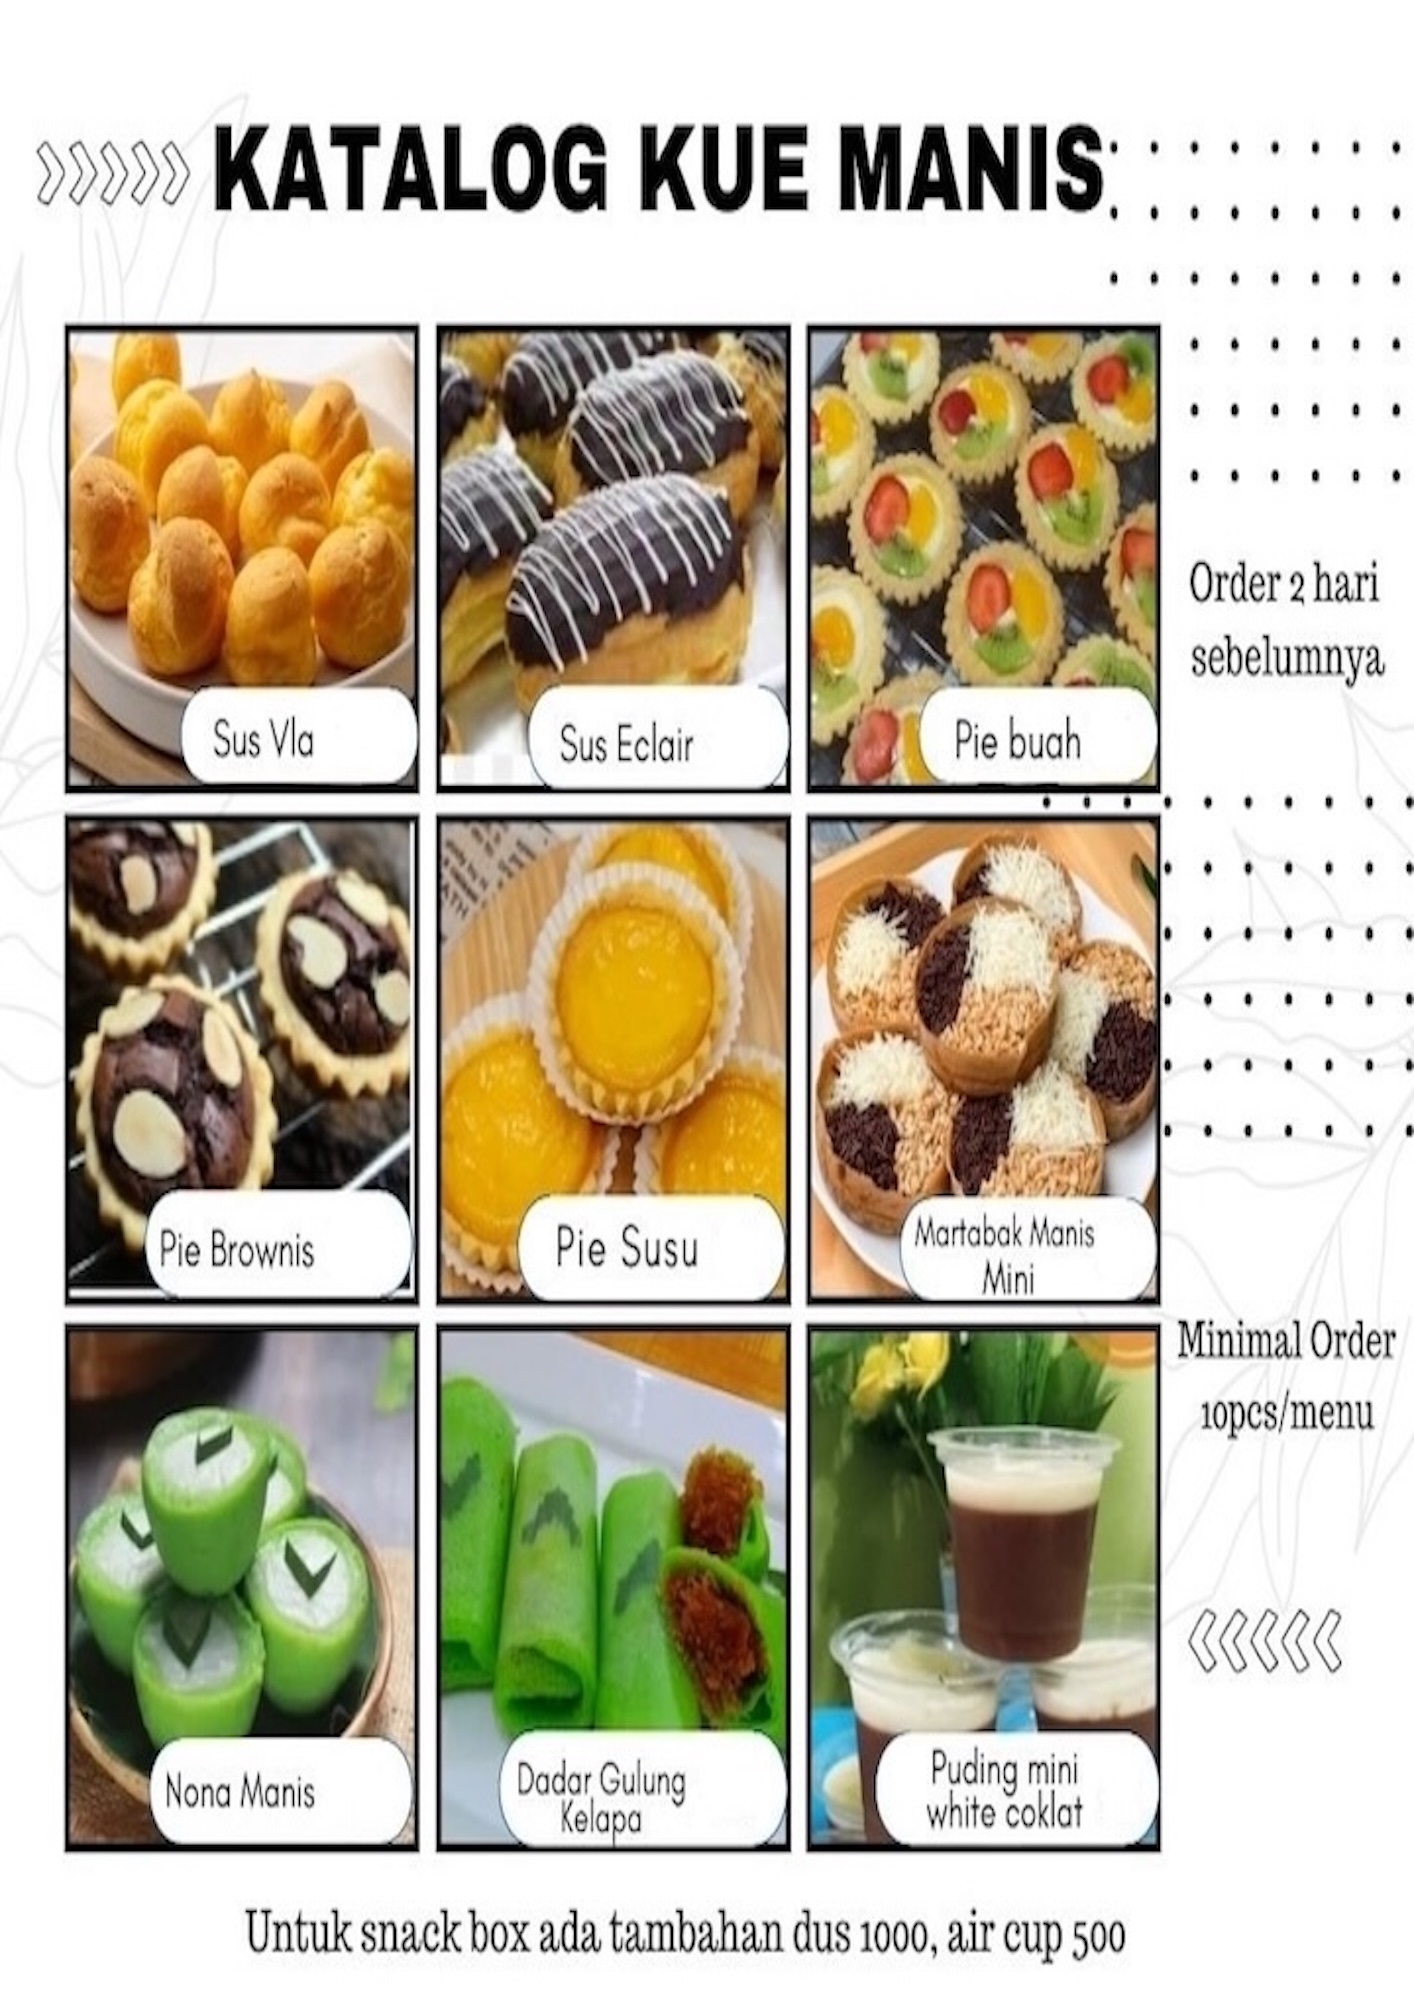 KATALOG KUE MANIS
Sus Vla
Sus Eclair
Pie buah
Order 2 hari
sebelumnya
Pie Brownis
Pie Susu
Martabak Manis
Mini
Minimal Order
10pcs/menu
Nona Manis
Dadar Gulung
Kelapa
Puding mini
white coklat
Untuk snack box ada tambahan dus 1000, air cup 500